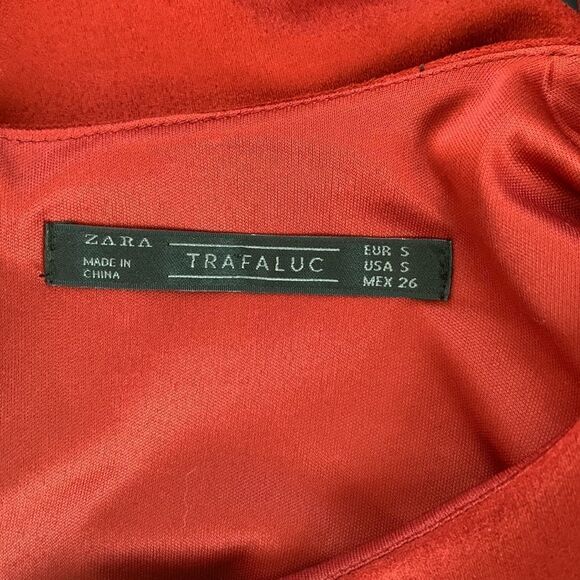 ZARA
MADE IN
CHINA
TRAFALUC
EUR S
USA S
MEX 26